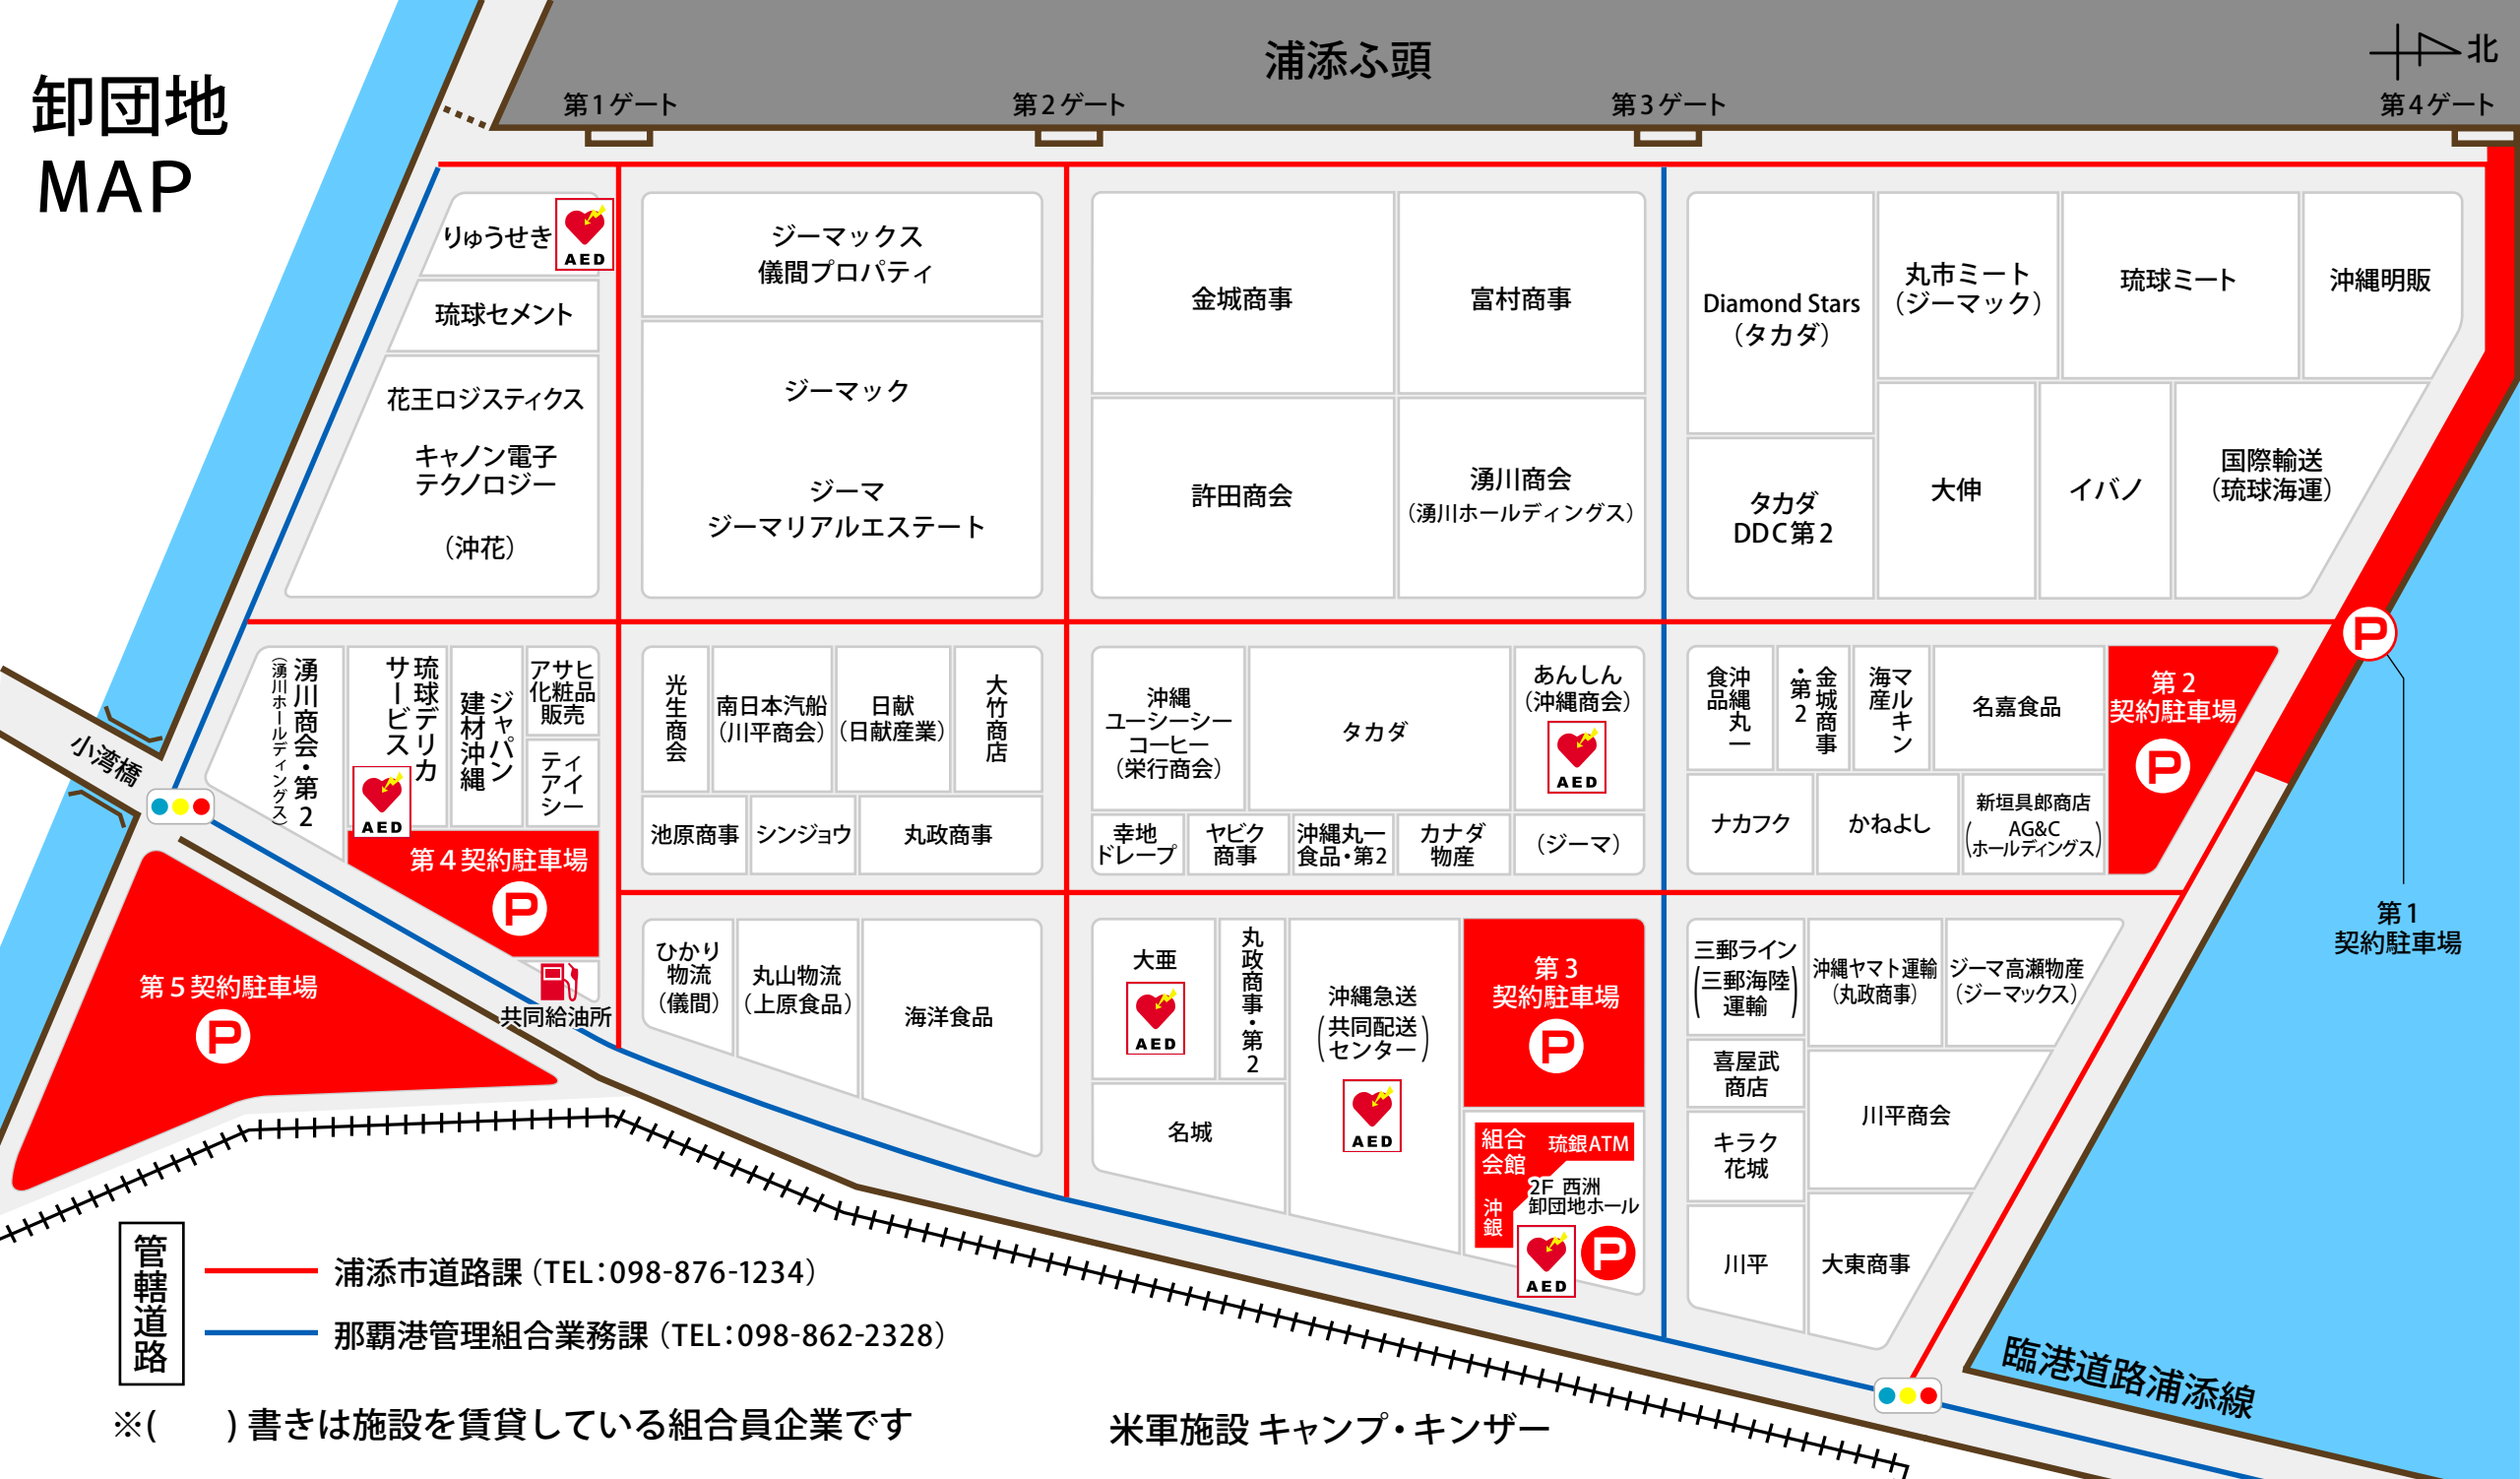 卸団地
MAP
浦添ふ頭
北
第1ゲート
第2ゲート
第3ゲート
第4ゲート
りゅうせき
AED
琉球セメント
花王ロジスティクス
キャノン電子
テクノロジー
（沖花）
ジーマックス
儀間プロパティ
ジーマック
ジーマ
ジーマリアルエステート
金城商事
富村商事
許田商会
湧川商会
（湧川ホールディングス）
Diamond Stars
（タカダ）
丸市ミート
（ジーマック）
琉球ミート
沖縄明販
タカダ
DDC第2
大伸
イバノ
国際輸送
（琉球海運）
小湾橋
湧川商会・第2
（湧川ホールディングス）
琉球デリカ
サービス
AED
ジャパン
建材沖縄
アサヒ
化粧品
販売
ティ
アイ
シー
第4契約駐車場
P
共同給油所
第5契約駐車場
P
光生商会
南日本汽船
（川平商会）
日献
（日献産業）
大竹商店
池原商事
シンジョウ
丸政商事
沖縄
ユーシーシー
コーヒー
（栄行商会）
タカダ
あんしん
（沖縄商会）
AED
幸地
ドレープ
ヤビク
商事
沖縄丸一
食品・第2
カナダ
物産
（ジーマ）
沖縄丸一
食品
金城商事
・第2
マルキン
海産
名嘉食品
第2
契約駐車場
P
ナカフク
かねよし
新垣具郎商店
（AG&C
ホールディングス）
P
第1
契約駐車場
ひかり
物流
（儀間）
丸山物流
（上原食品）
海洋食品
大亜
AED
丸政商事・第2
名城
沖縄急送
（共同配送
センター）
AED
第3
契約駐車場
P
組合
会館
琉銀ATM
沖銀
2F 西洲
卸団地ホール
AED
P
三郵ライン
（三郵海陸
運輸）
沖縄ヤマト運輸
（丸政商事）
ジーマ高瀬物産
（ジーマックス）
喜屋武
商店
川平商会
キラク
花城
川平
大東商事
管轄道路
浦添市道路課（TEL：098-876-1234）
那覇港管理組合業務課（TEL：098-862-2328）
※(　　)書きは施設を賃貸している組合員企業です
米軍施設 キャンプ・キンザー
臨港道路浦添線